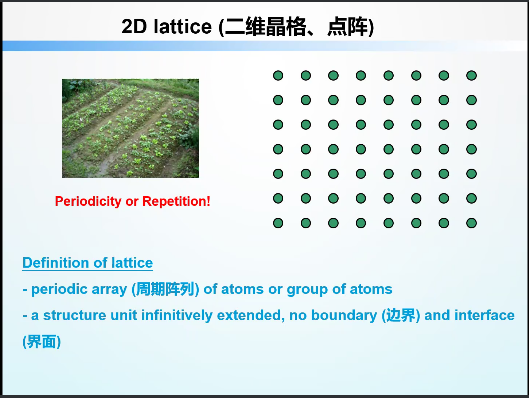 2D lattice (二维晶格、点阵)
Periodicity or Repetition!
Definition of lattice
- periodic array (周期阵列) of atoms or group of atoms
- a structure unit infinitively extended, no boundary (边界) and interface
(界面)